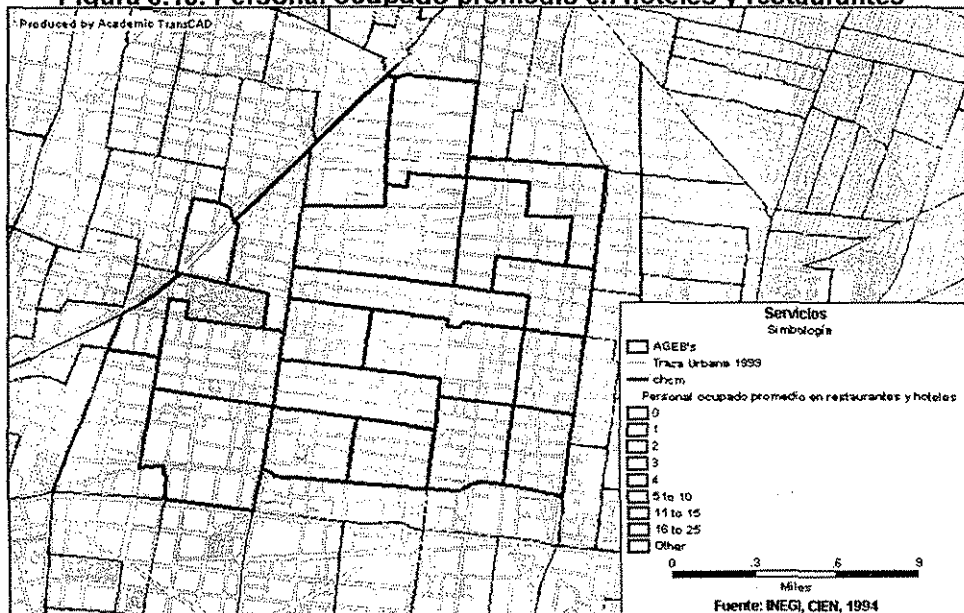 Personal ocupado promedio en hoteles y restaurantes
Produced by Academic TransCAD
Servicios
Simbología
AGEB's
Traza Urbana 1999
chcm
Personal ocupado promedio en restaurantes y hoteles
0
1
2
3
4
5 to 10
11 to 15
16 to 25
Other
0 .3 .6 .9
Miles
Fuente: INEGI, CIEN, 1994